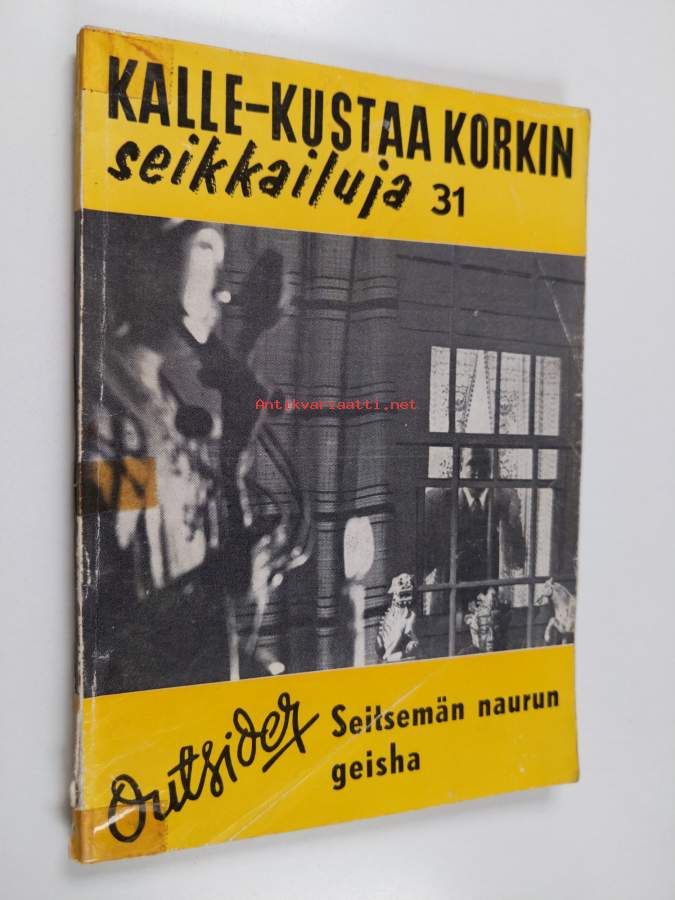 KALLE-KUSTAA KORKIN
seikkailuja 31
Antikvariaatti.net
Outsider
Seitsemän naurun
geisha